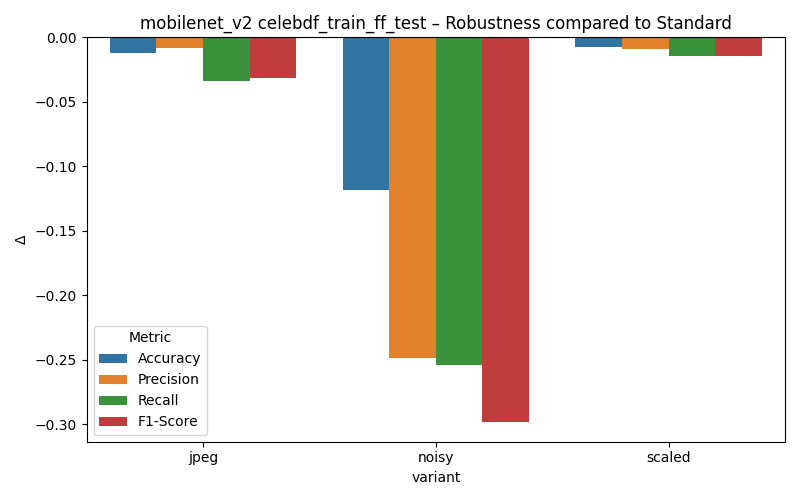 mobilenet_v2 celebdf_train_ff_test – Robustness compared to Standard
0.00
−0.05
−0.10
−0.15
−0.20
−0.25
−0.30
Δ
Metric
Accuracy
Precision
Recall
F1-Score
jpeg
noisy
scaled
variant